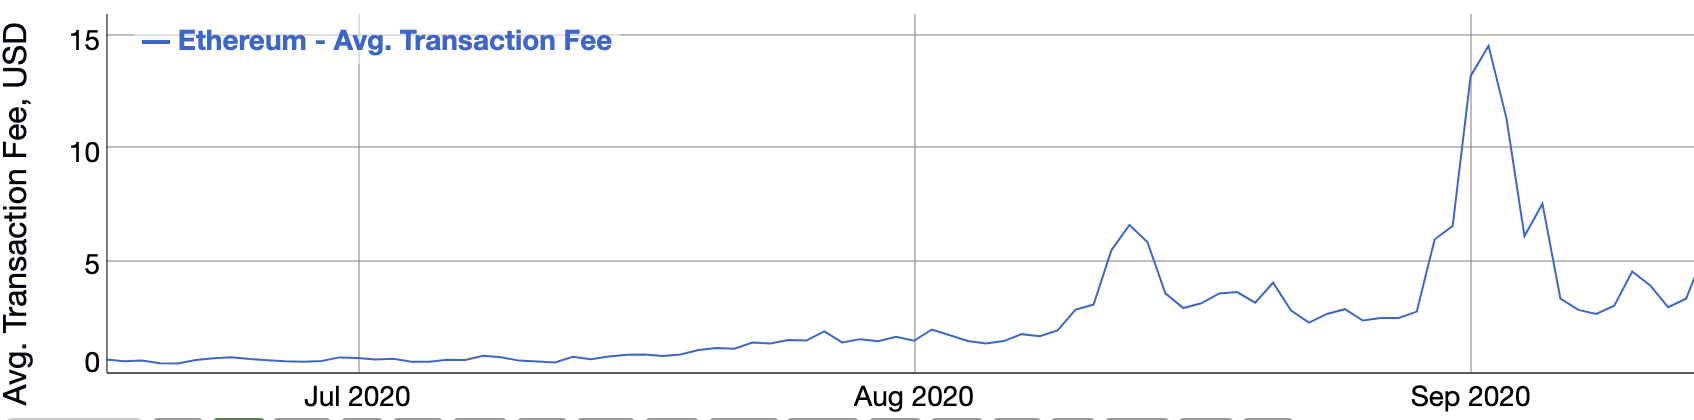 Avg. Transaction Fee, USD
15
Ethereum - Avg. Transaction Fee
10
5
0
Jul 2020
Aug 2020
Sep 2020